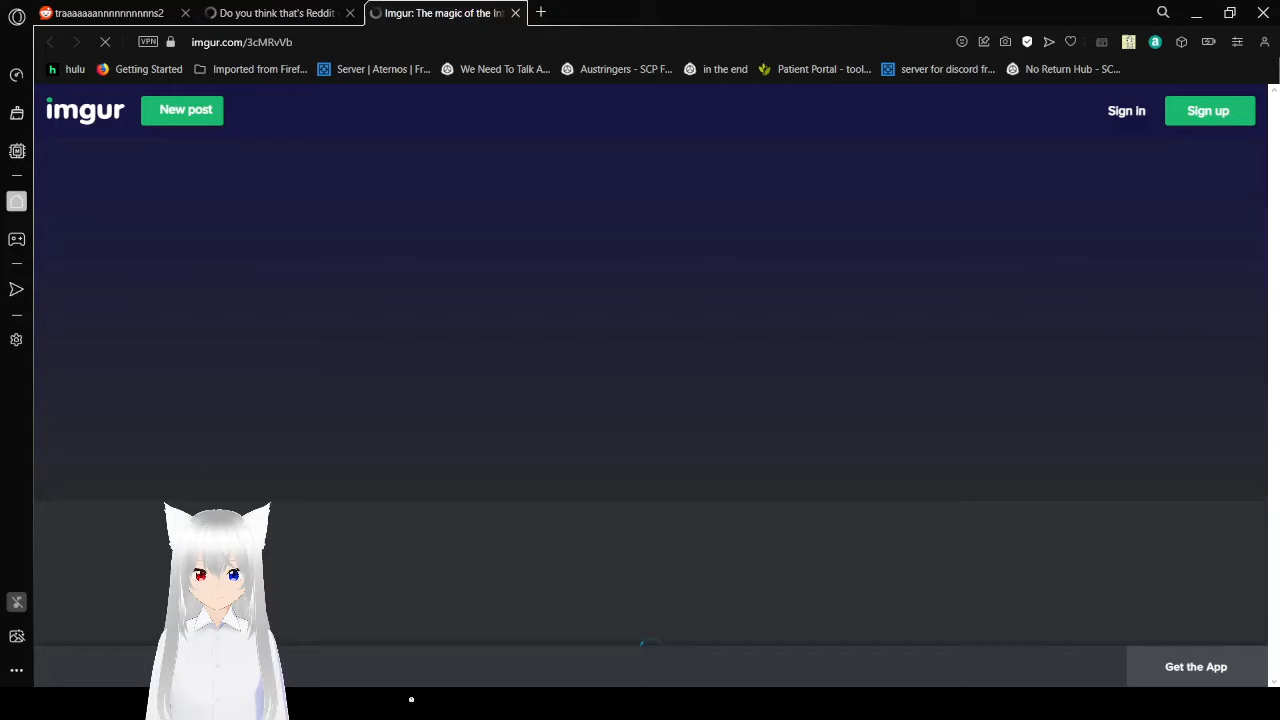 traaaaaaannnnnnnnnns2
Do you think that's Reddit
Imgur: The magic of the Int
VPN
imgur.com/3cMRvVb
hulu
Getting Started
Imported from Firef...
Server | Aternos | Fr...
We Need To Talk A...
Austringers - SCP F...
in the end
Patient Portal - tool...
server for discord fr...
No Return Hub - SC...
imgur
New post
Sign in
Sign up
Get the App